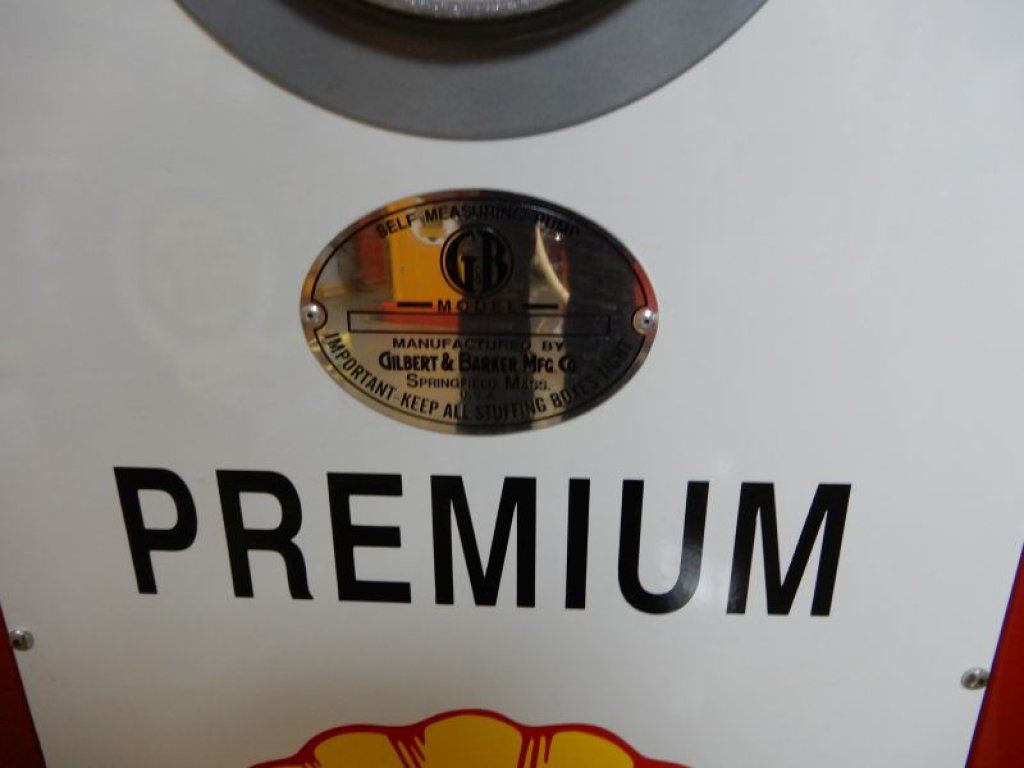 SELF MEASURING PUMP
G&B
MODEL
MANUFACTURED BY
GILBERT & BARKER MFG. CO
SPRINGFIELD MASS.
U.S.A.
IMPORTANT-KEEP ALL STUFFING BOXES TIGHT
PREMIUM